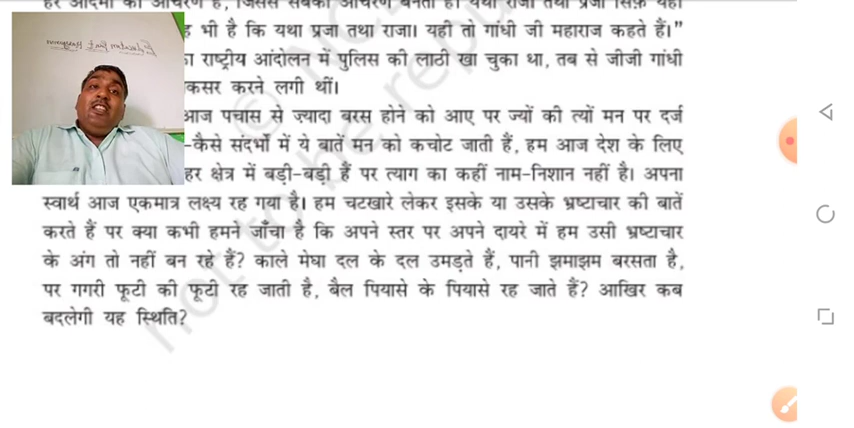 हर आदमी का आचरण है, जिससे सबका आचरण बनता है। यथा राजा तथा प्रजा सिर्फ़ यही
ह भी है कि यथा प्रजा तथा राजा। यही तो गांधी जी महाराज कहते हैं।”
ा राष्ट्रीय आंदोलन में पुलिस की लाठी खा चुका था, तब से जीजी गांधी
कसर करने लगी थीं।
आज पचास से ज़्यादा बरस होने को आए पर ज्यों की त्यों मन पर दर्ज
-कैसे संदर्भों में ये बातें मन को कचोट जाती हैं, हम आज देश के लिए
हर क्षेत्र में बड़ी-बड़ी हैं पर त्याग का कहीं नाम-निशान नहीं है। अपना
स्वार्थ आज एकमात्र लक्ष्य रह गया है। हम चटखारे लेकर इसके या उसके भ्रष्टाचार की बातें
करते हैं पर क्या कभी हमने जाँचा है कि अपने स्तर पर अपने दायरे में हम उसी भ्रष्टाचार
के अंग तो नहीं बन रहे हैं? काले मेघा दल के दल उमड़ते हैं, पानी झमाझम बरसता है,
पर गगरी फूटी की फूटी रह जाती है, बैल पियासे के पियासे रह जाते हैं? आखिर कब
बदलेगी यह स्थिति?
not to be repu